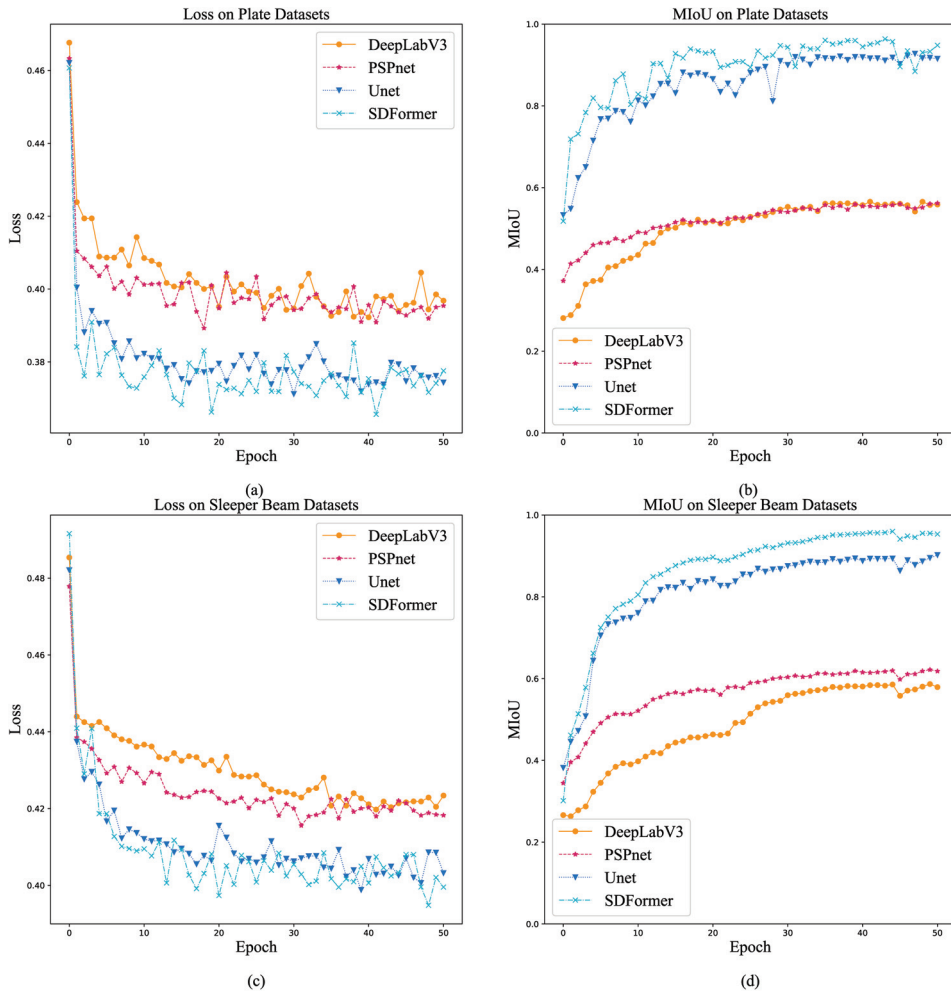 Loss on Plate Datasets
0.46
0.44
0.42
0.40
0.38
Loss
DeepLabV3
PSPnet
Unet
SDFormer
0 10 20 30 40 50
Epoch
(a)
MIoU on Plate Datasets
1.0
0.8
0.6
0.4
0.2
0.0
MIoU
DeepLabV3
PSPnet
Unet
SDFormer
0 10 20 30 40 50
Epoch
(b)
Loss on Sleeper Beam Datasets
0.48
0.46
0.44
0.42
0.40
Loss
DeepLabV3
PSPnet
Unet
SDFormer
0 10 20 30 40 50
Epoch
(c)
MIoU on Sleeper Beam Datasets
1.0
0.8
0.6
0.4
0.2
0.0
MIoU
DeepLabV3
PSPnet
Unet
SDFormer
0 10 20 30 40 50
Epoch
(d)